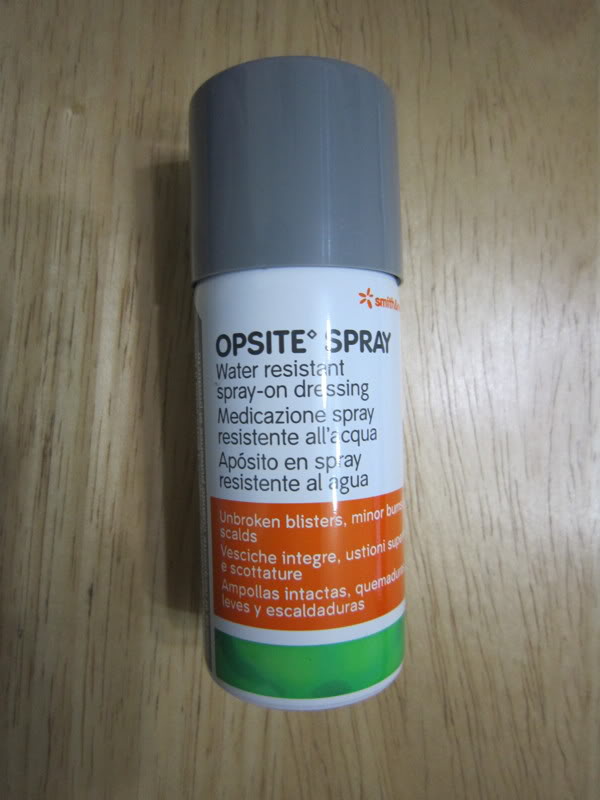 smith&
OPSITE◊ SPRAY
Water resistant
spray-on dressing
Medicazione spray
resistente all'acqua
Apósito en spray
resistente al agua
Unbroken blisters, minor burns
scalds
Vesciche integre, ustioni
e scottature
Ampollas intactas, quemaduras
leves y escaldaduras